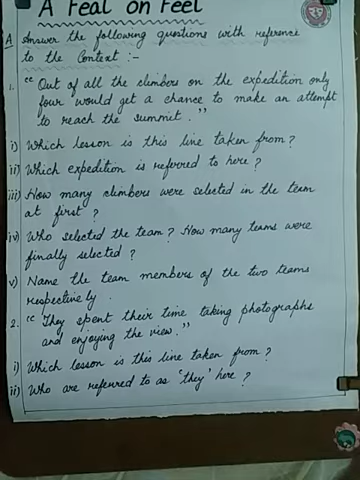 A Feat on Feet
A Answer the following questions with reference
to the Context :-
1. "Out of all the climbers on the expedition only
four would get a chance to make an attempt
to reach the summit."
i) Which lesson is this line taken from?
ii) Which expedition is referred to here?
iii) How many climbers were selected in the team
at first?
iv) Who selected the team? How many teams were
finally selected?
v) Name the team members of the two teams
respectively.
2. "They spent their time taking photographs
and enjoying the view."
i) Which lesson is this line taken from?
ii) Who are referred to as 'they' here?